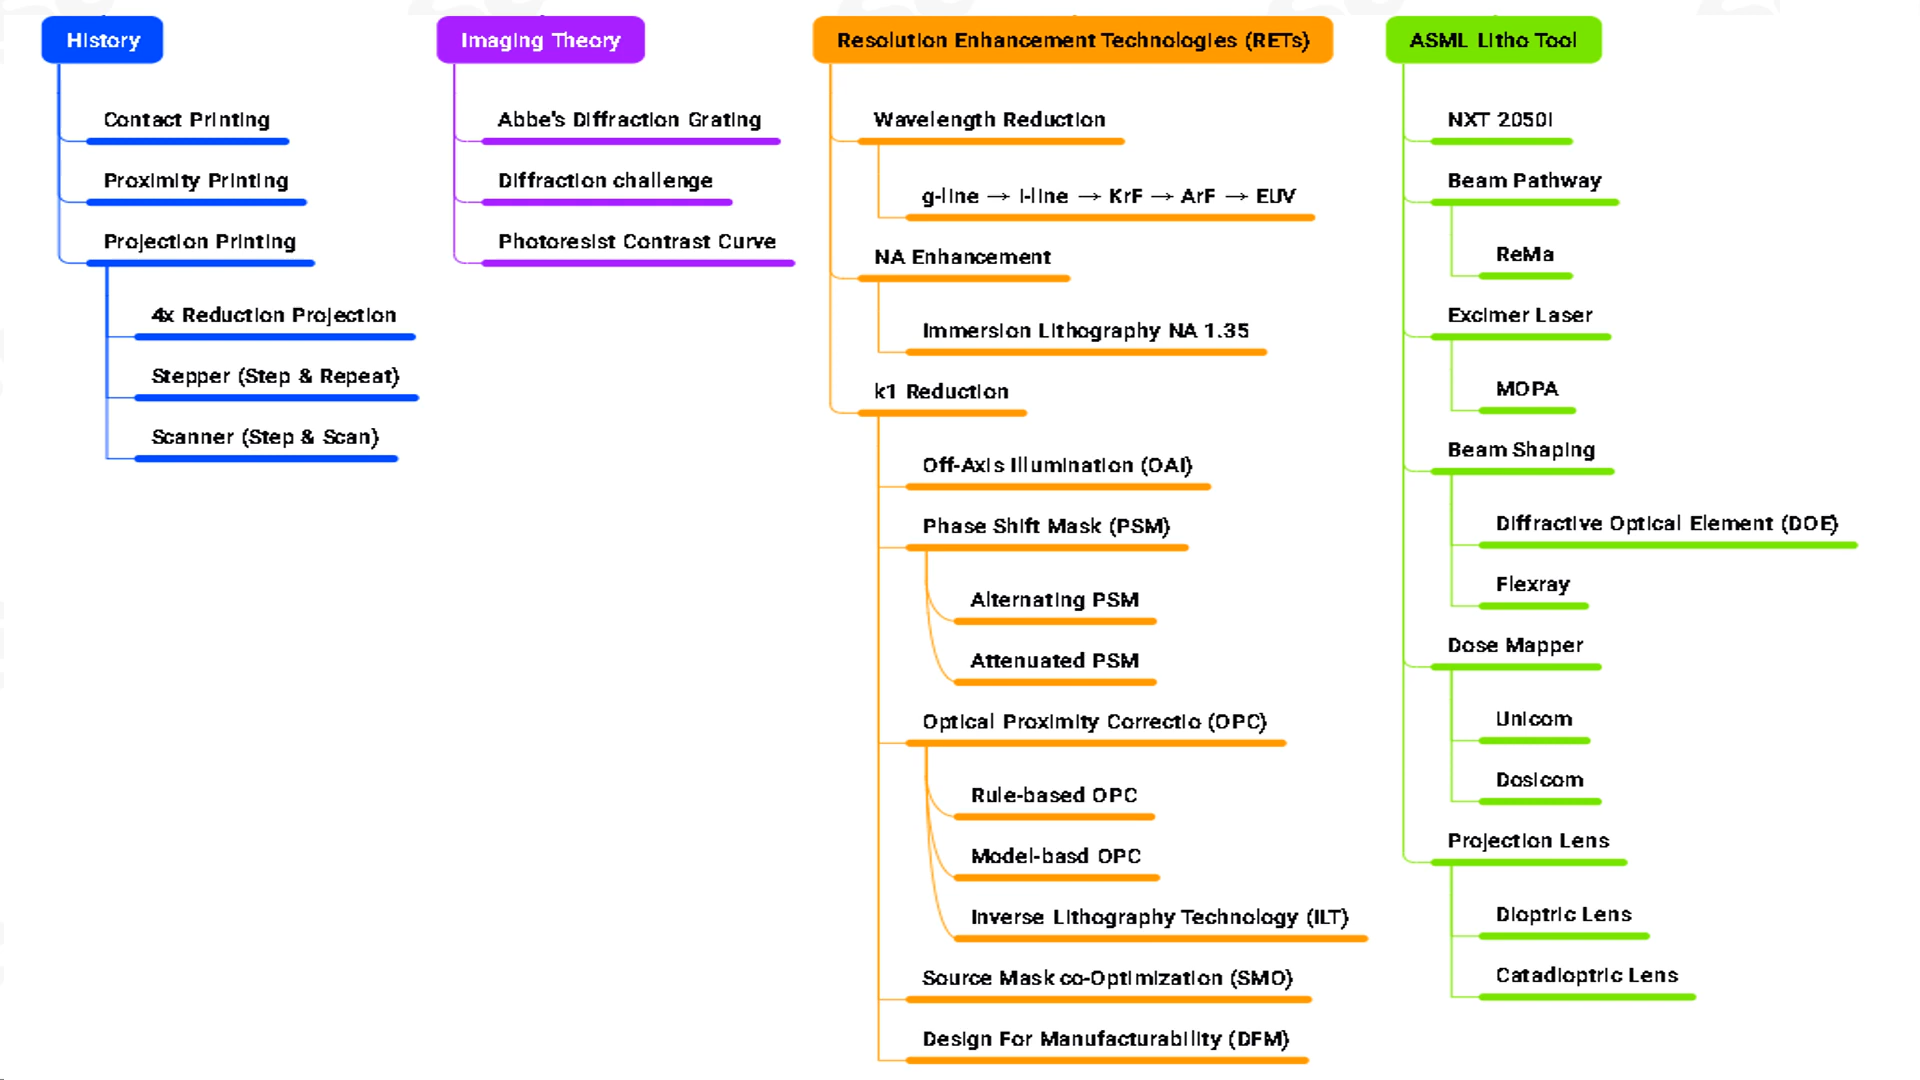 History
Contact Printing
Proximity Printing
Projection Printing
4x Reduction Projection
Stepper (Step & Repeat)
Scanner (Step & Scan)
Imaging Theory
Abbe's Diffraction Grating
Diffraction challenge
Photoresist Contrast Curve
Resolution Enhancement Technologies (RETs)
Wavelength Reduction
g-line → i-line → KrF → ArF → EUV
NA Enhancement
Immersion Lithography NA 1.35
k1 Reduction
Off-Axis Illumination (OAI)
Phase Shift Mask (PSM)
Alternating PSM
Attenuated PSM
Optical Proximity Correctio (OPC)
Rule-based OPC
Model-basd OPC
Inverse Lithography Technology (ILT)
Source Mask co-Optimization (SMO)
Design For Manufacturability (DFM)
ASML Litho Tool
NXT 2050i
Beam Pathway
ReMa
Excimer Laser
MOPA
Beam Shaping
Diffractive Optical Element (DOE)
Flexray
Dose Mapper
Unicom
Dosicom
Projection Lens
Dioptric Lens
Catadioptric Lens